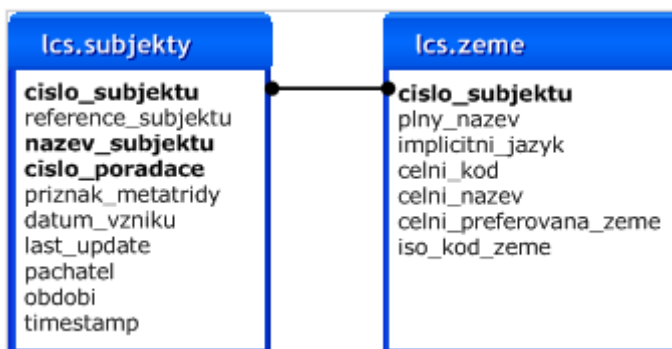 lcs.subjekty
cislo_subjektu
reference_subjektu
nazev_subjektu
cislo_poradace
priznak_metatridy
datum_vzniku
last_update
pachatel
obdobi
timestamp
lcs.zeme
cislo_subjektu
plny_nazev
implicitni_jazyk
celni_kod
celni_nazev
celni_preferovana_zeme
iso_kod_zeme